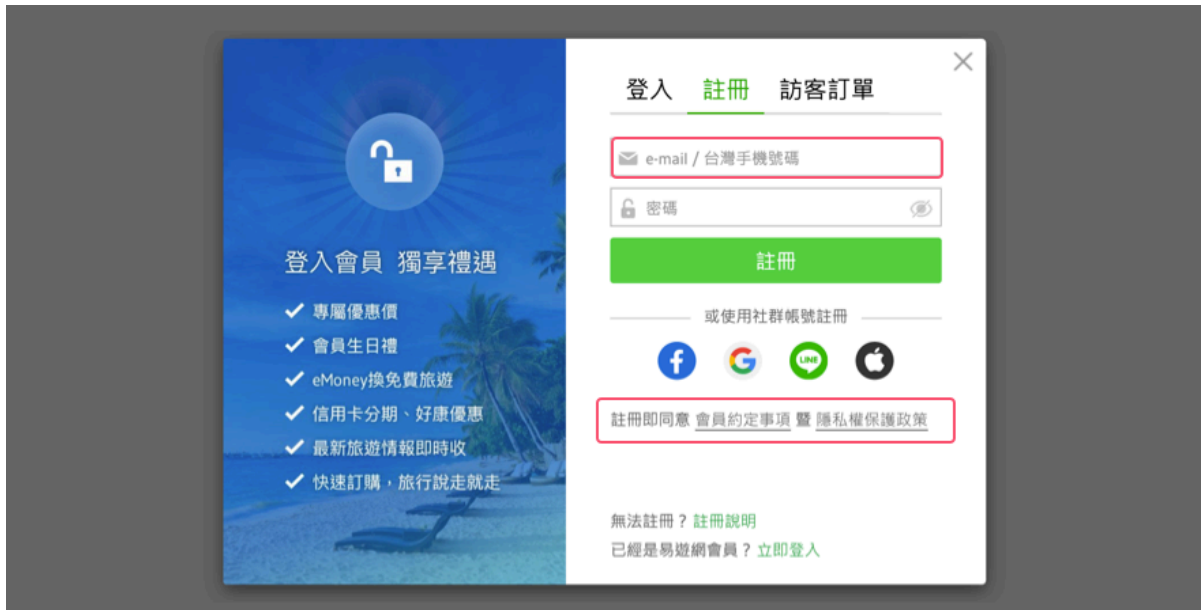 登入會員 獨享禮遇
專屬優惠價
會員生日禮
eMoney換免費旅遊
信用卡分期、好康優惠
最新旅遊情報即時收
快速訂購，旅行說走就走
登入 註冊 訪客訂單
e-mail / 台灣手機號碼
密碼
註冊
或使用社群帳號註冊
LINE
註冊即同意 會員約定事項 暨 隱私權保護政策
無法註冊？註冊說明
已經是易遊網會員？立即登入